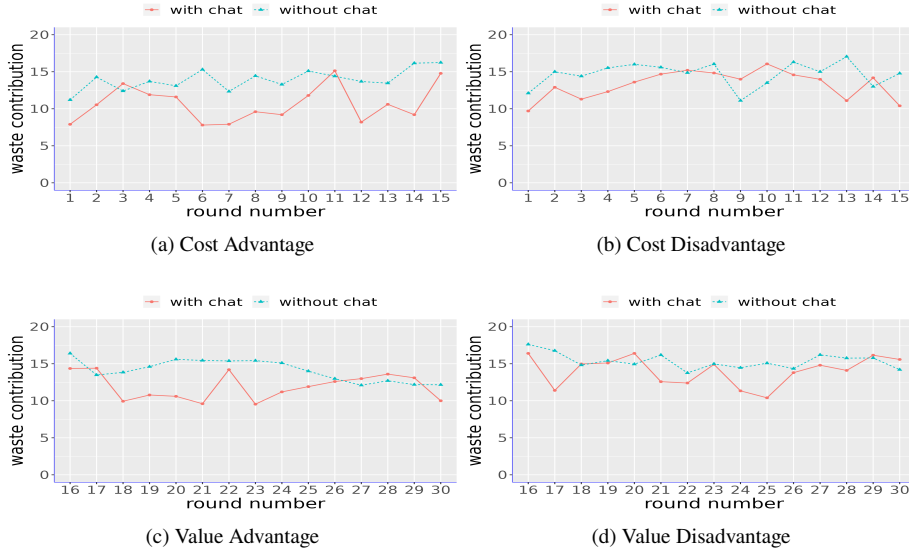 with chat without chat
with chat without chat
20
15
10
5
0
waste contribution
1 2 3 4 5 6 7 8 9 10 11 12 13 14 15
round number
(a) Cost Advantage
20
15
10
5
0
waste contribution
1 2 3 4 5 6 7 8 9 10 11 12 13 14 15
round number
(b) Cost Disadvantage
with chat without chat
with chat without chat
20
15
10
5
0
waste contribution
16 17 18 19 20 21 22 23 24 25 26 27 28 29 30
round number
(c) Value Advantage
20
15
10
5
0
waste contribution
16 17 18 19 20 21 22 23 24 25 26 27 28 29 30
round number
(d) Value Disadvantage